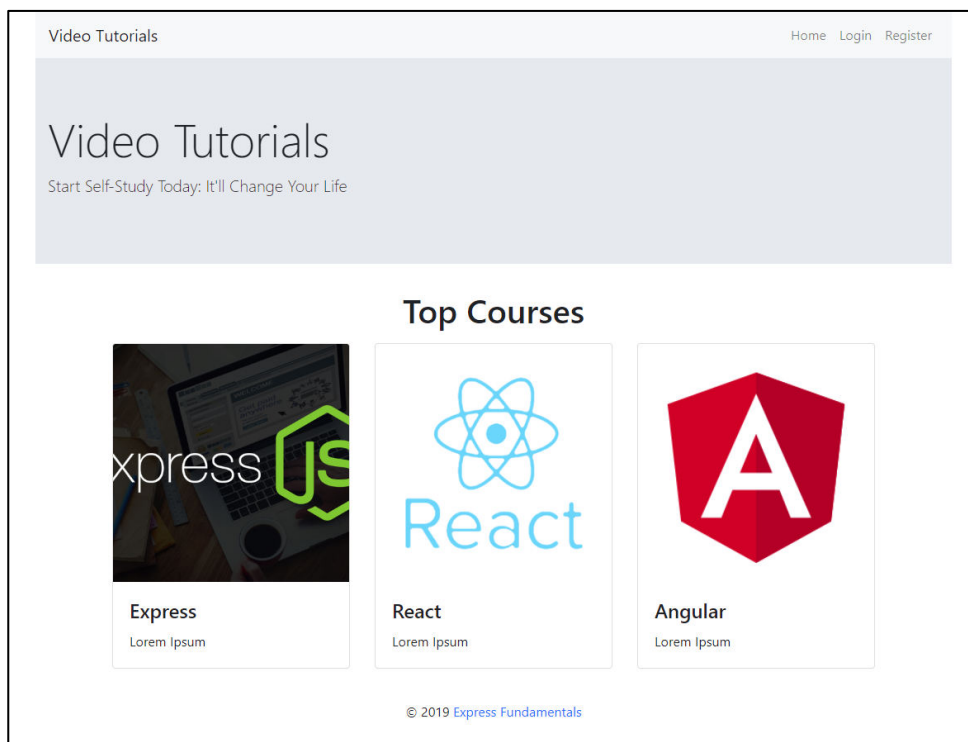 Video Tutorials
Home Login Register
Video Tutorials
Start Self-Study Today: It'll Change Your Life
Top Courses
xpress JS
React
Express
Lorem Ipsum
React
Lorem Ipsum
Angular
Lorem Ipsum
© 2019 Express Fundamentals